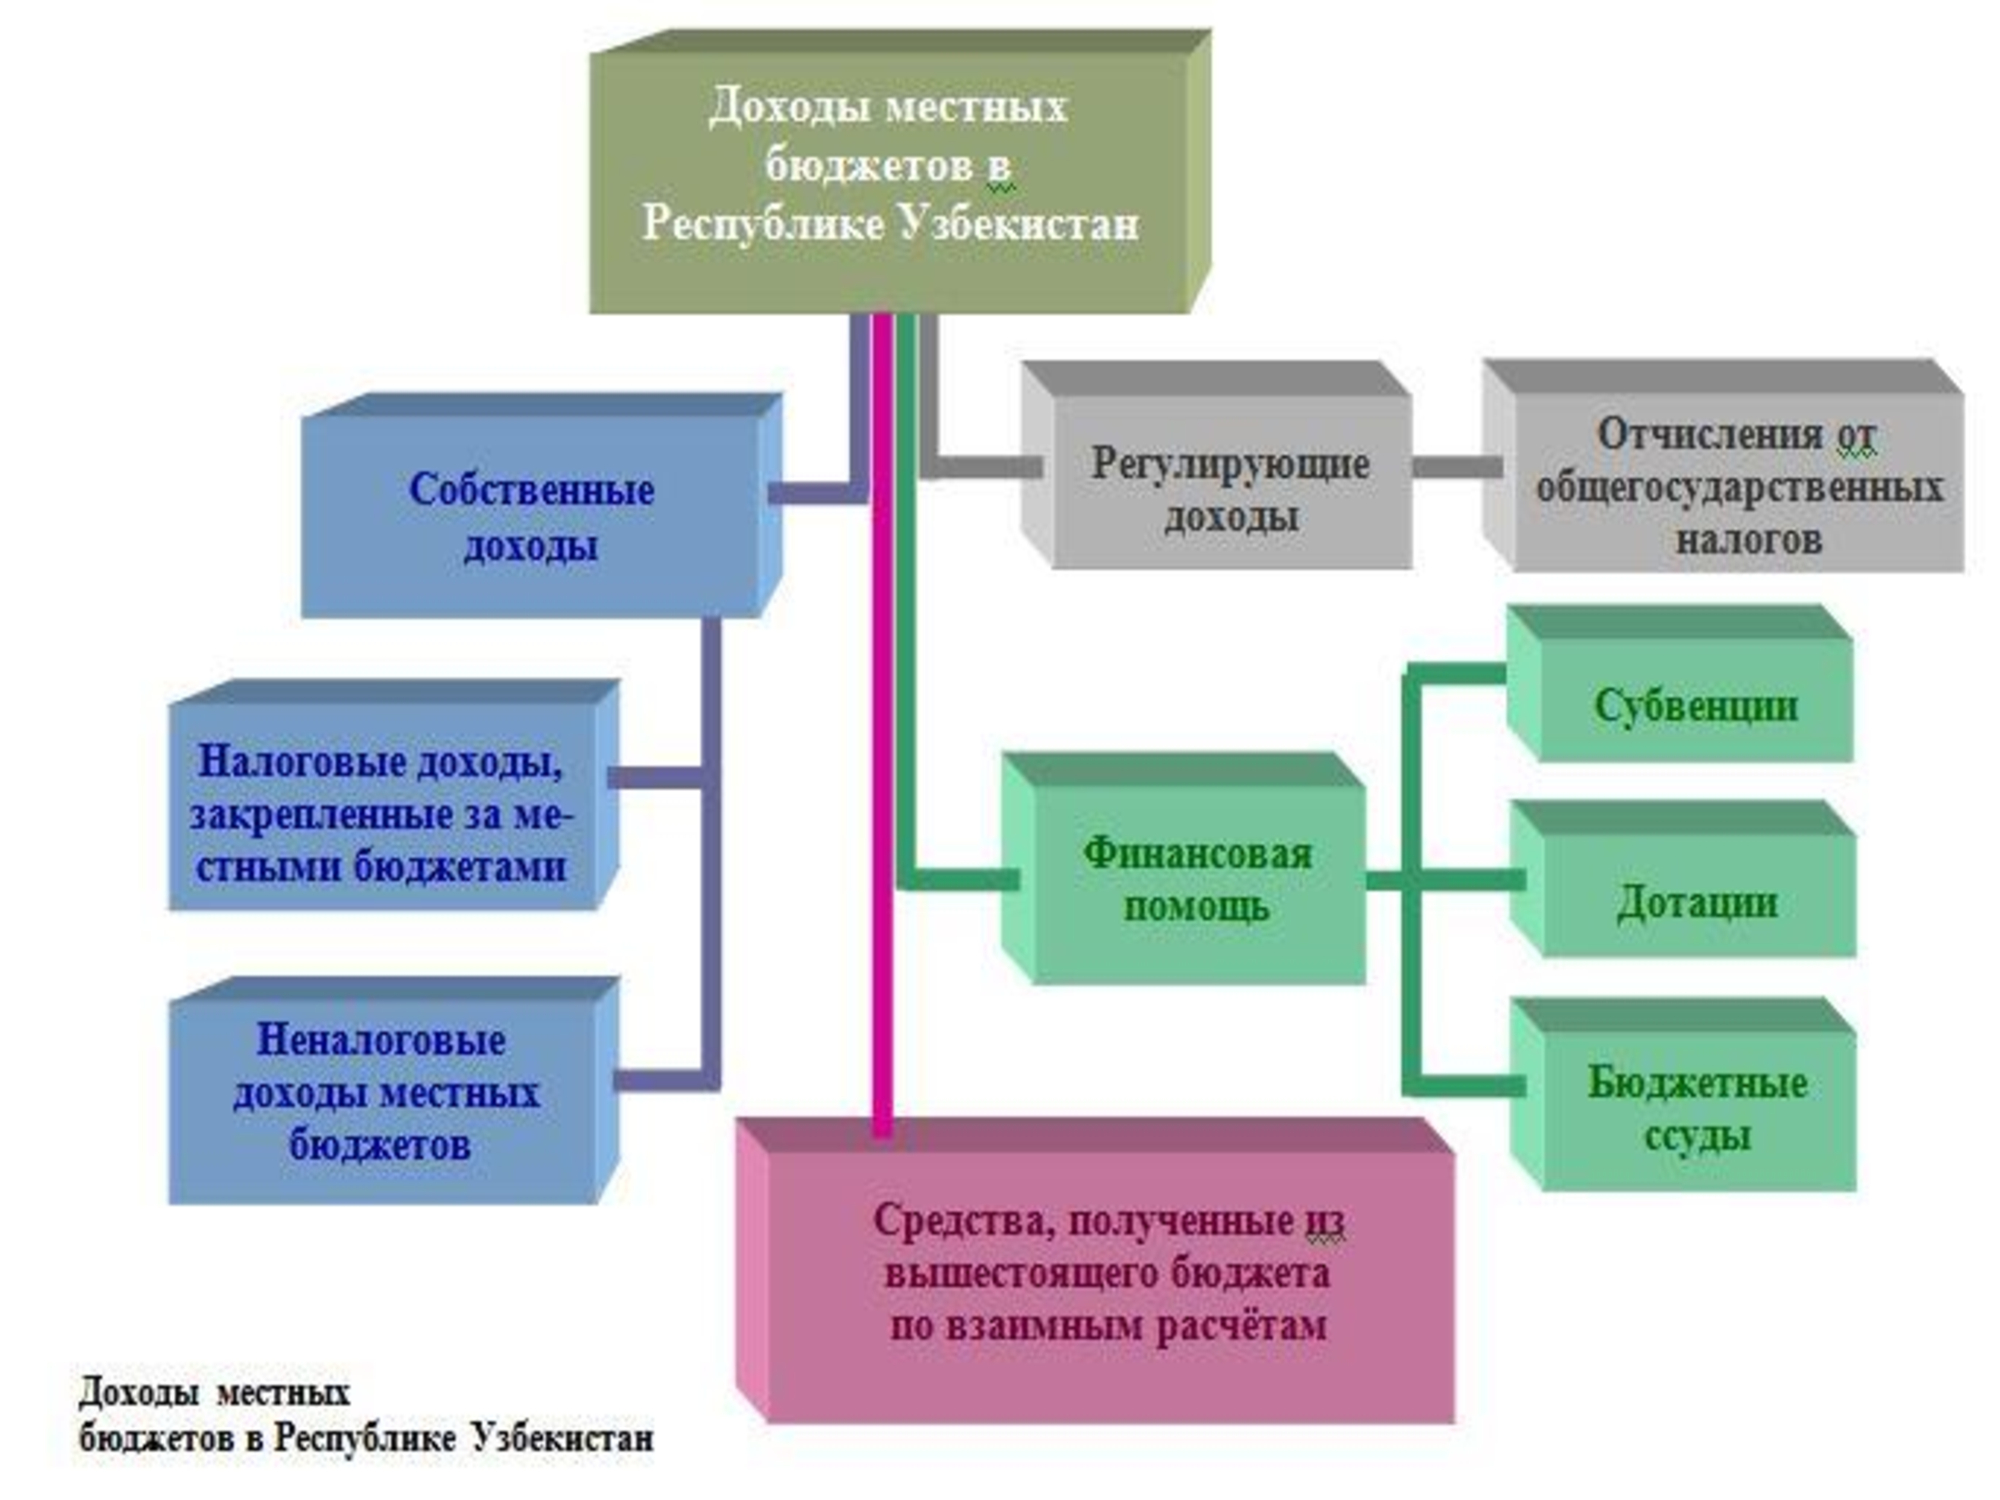 Доходы местных
бюджетов в
Республике Узбекистан
Собственные
доходы
Регулирующие
доходы
Отчисления от
общегосударственных
налогов
Налоговые доходы,
закрепленные за ме-
стными бюджетами
Неналоговые
доходы местных
бюджетов
Финансовая
помощь
Субвенции
Дотации
Бюджетные
ссуды
Средства, полученные из
вышестоящего бюджета
по взаимным расчётам
Доходы местных
бюджетов в Республике Узбекистан